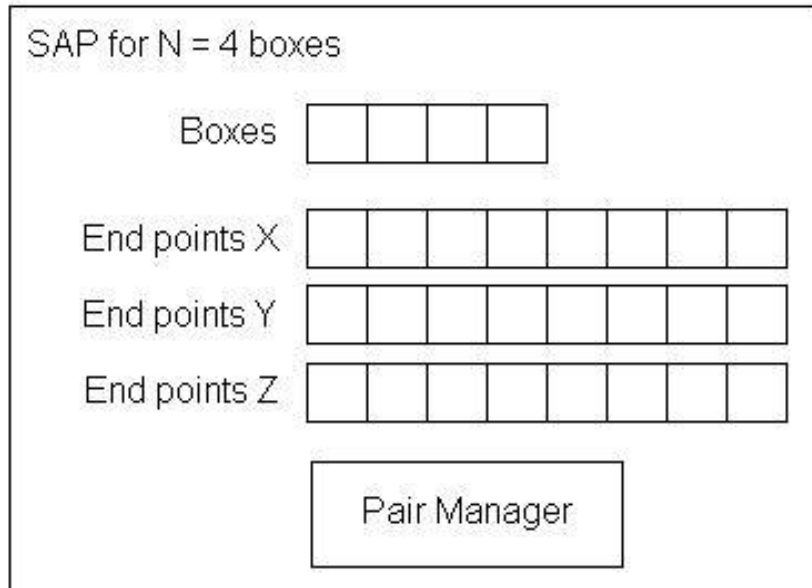 SAP for N = 4 boxes
Boxes
End points X
End points Y
End points Z
Pair Manager